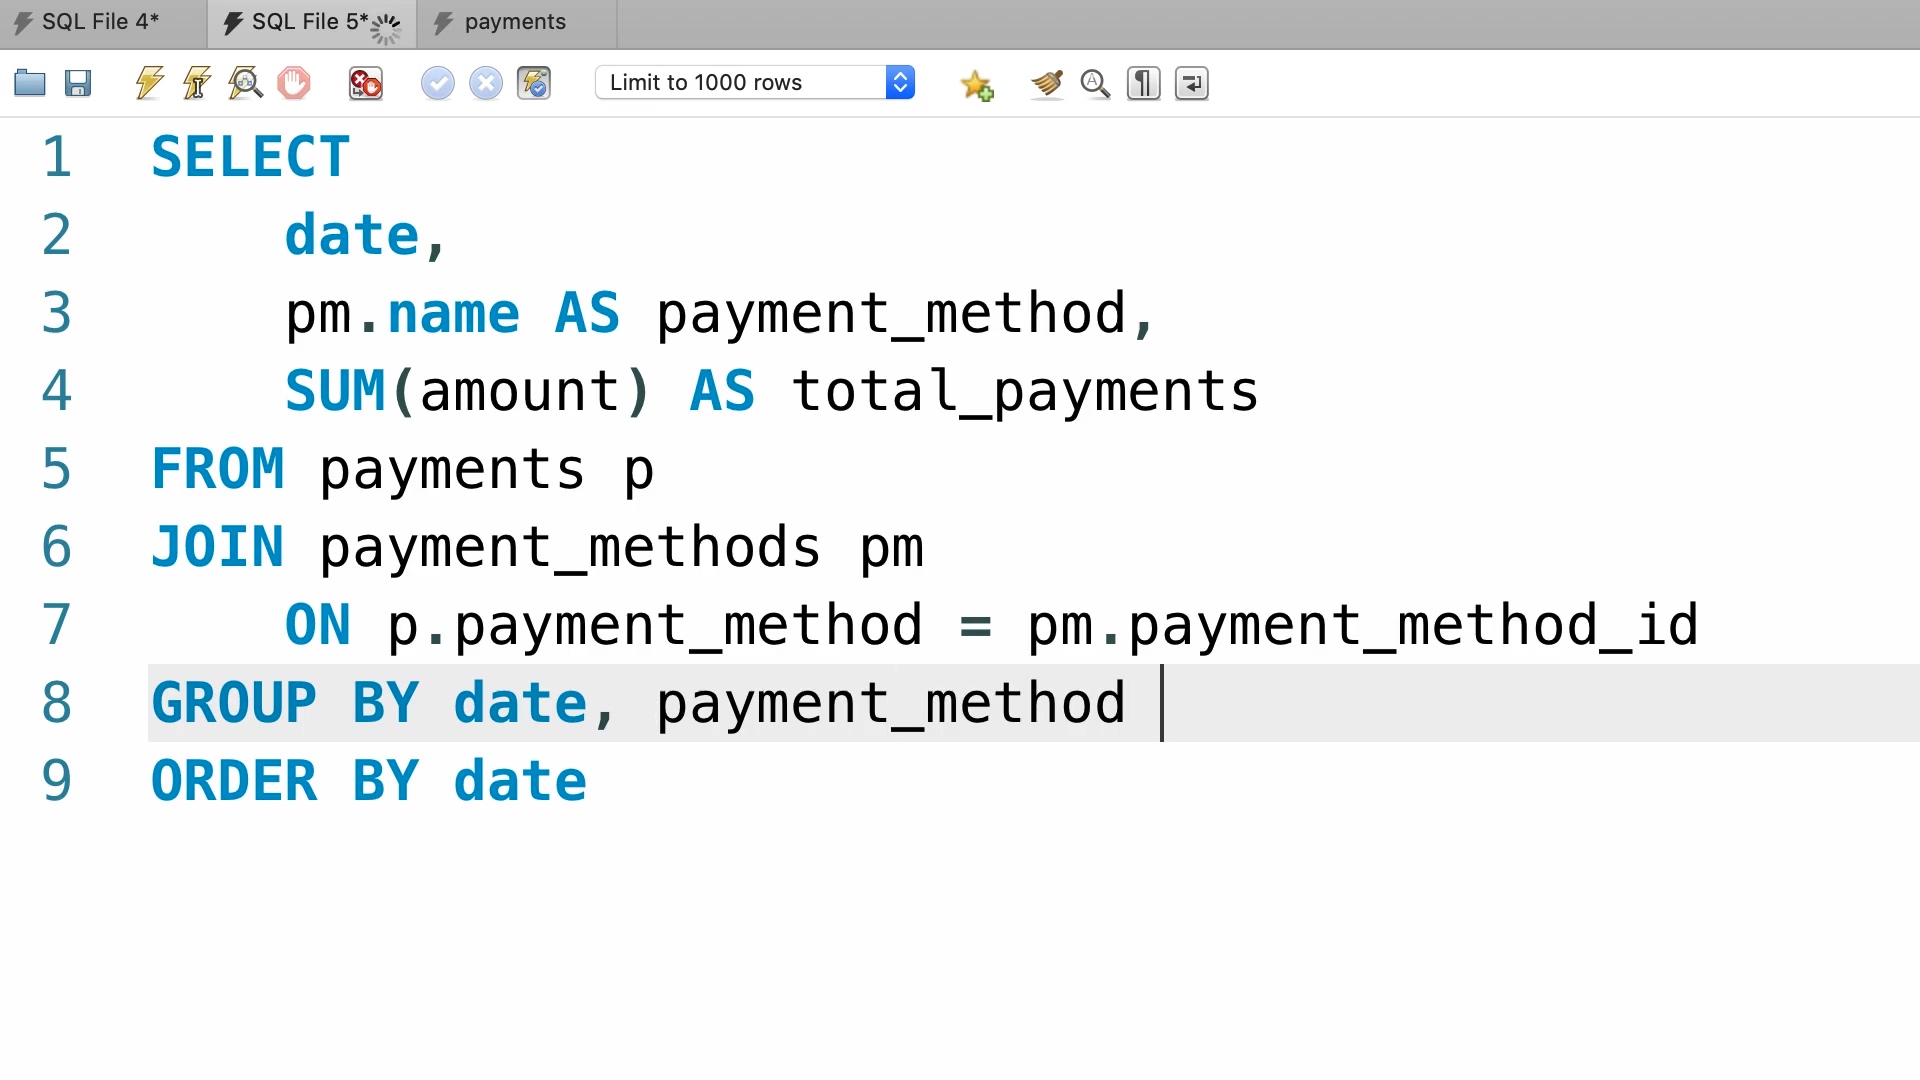 SQL File 4* SQL File 5* payments
Limit to 1000 rows
1 SELECT
2 date,
3 pm.name AS payment_method,
4 SUM(amount) AS total_payments
5 FROM payments p
6 JOIN payment_methods pm
7 ON p.payment_method = pm.payment_method_id
8 GROUP BY date, payment_method
9 ORDER BY date